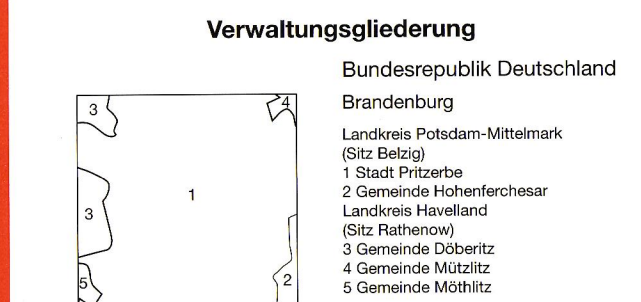 Verwaltungsgliederung
Bundesrepublik Deutschland
Brandenburg
Landkreis Potsdam-Mittelmark
(Sitz Belzig)
1 Stadt Pritzerbe
2 Gemeinde Hohenferchesar
Landkreis Havelland
(Sitz Rathenow)
3 Gemeinde Döberitz
4 Gemeinde Mützlitz
5 Gemeinde Möthlitz
3
4
1
3
5
2